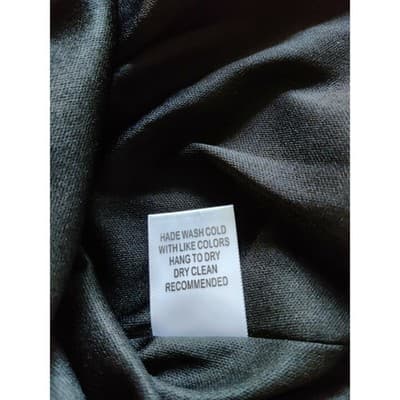 HADE WASH COLD
WITH LIKE COLORS
HANG TO DRY
DRY CLEAN
RECOMMENDED